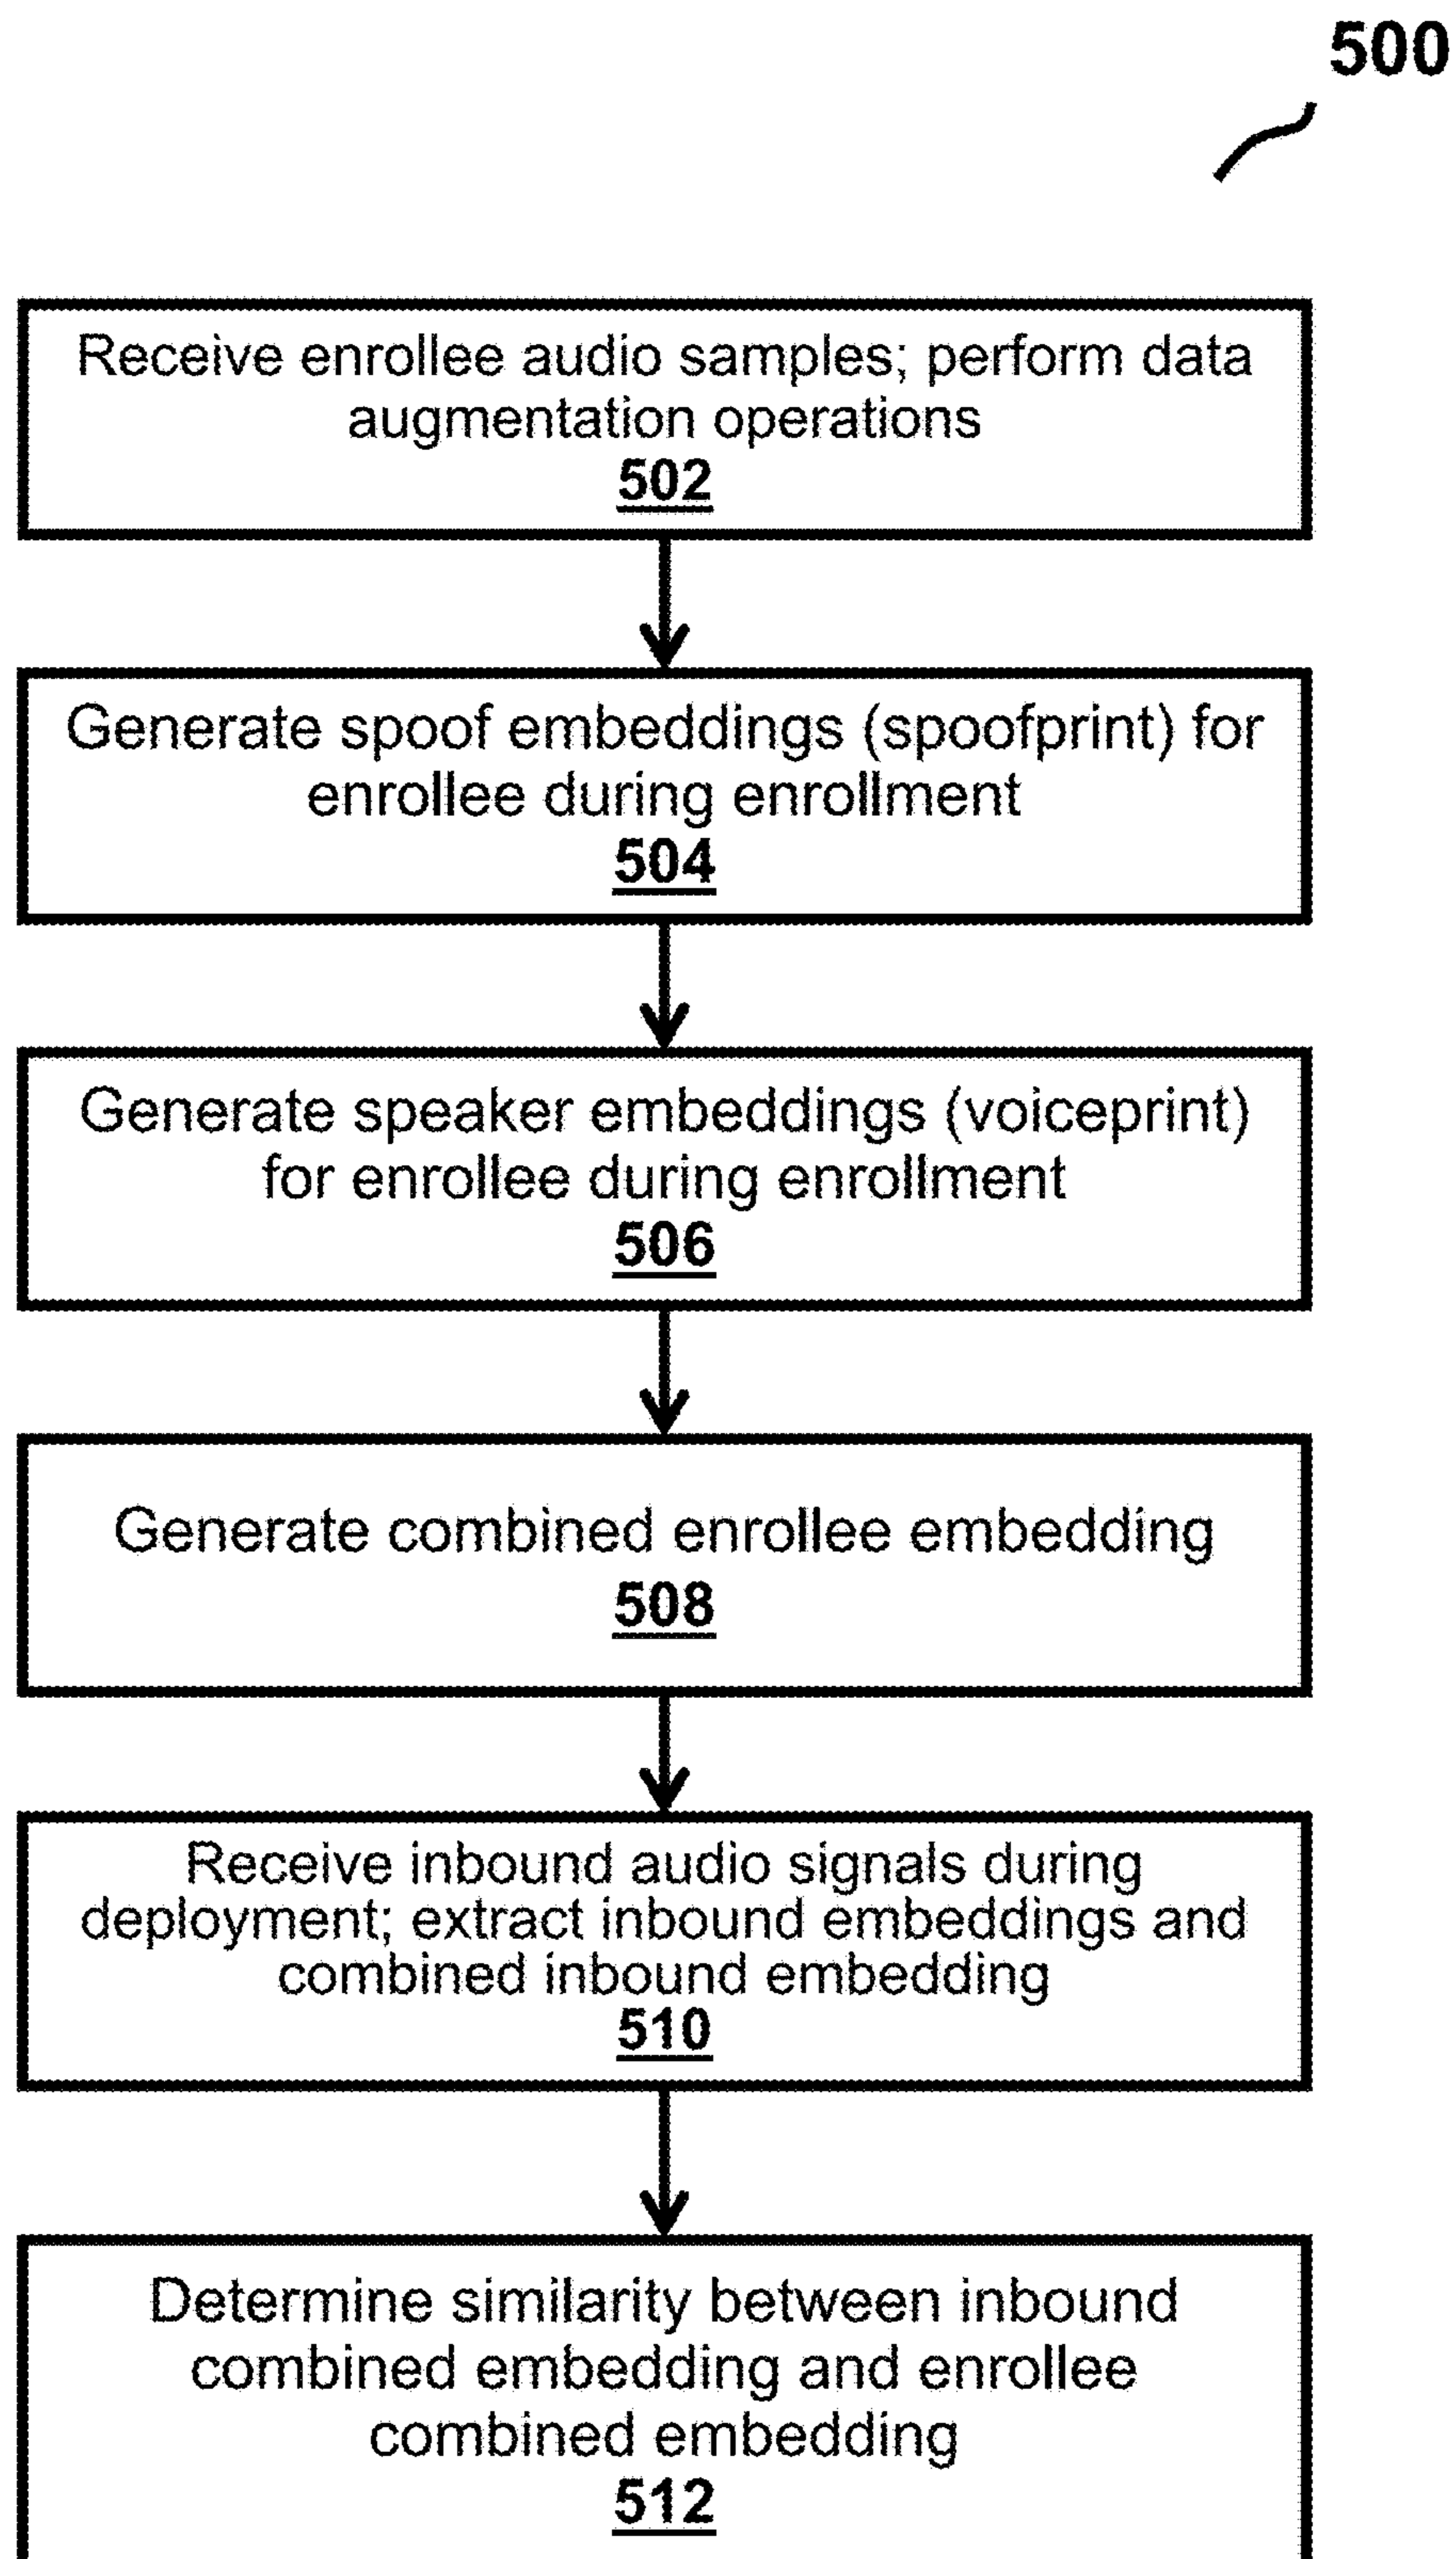 500
Receive enrollee audio samples; perform data
augmentation operations
502
Generate spoof embeddings (spoofprint) for
enrollee during enrollment
504
Generate speaker embeddings (voiceprint)
for enrollee during enrollment
506
Generate combined enrollee embedding
508
Receive inbound audio signals during
deployment; extract inbound embeddings and
combined inbound embedding
510
Determine similarity between inbound
combined embedding and enrollee
combined embedding
512